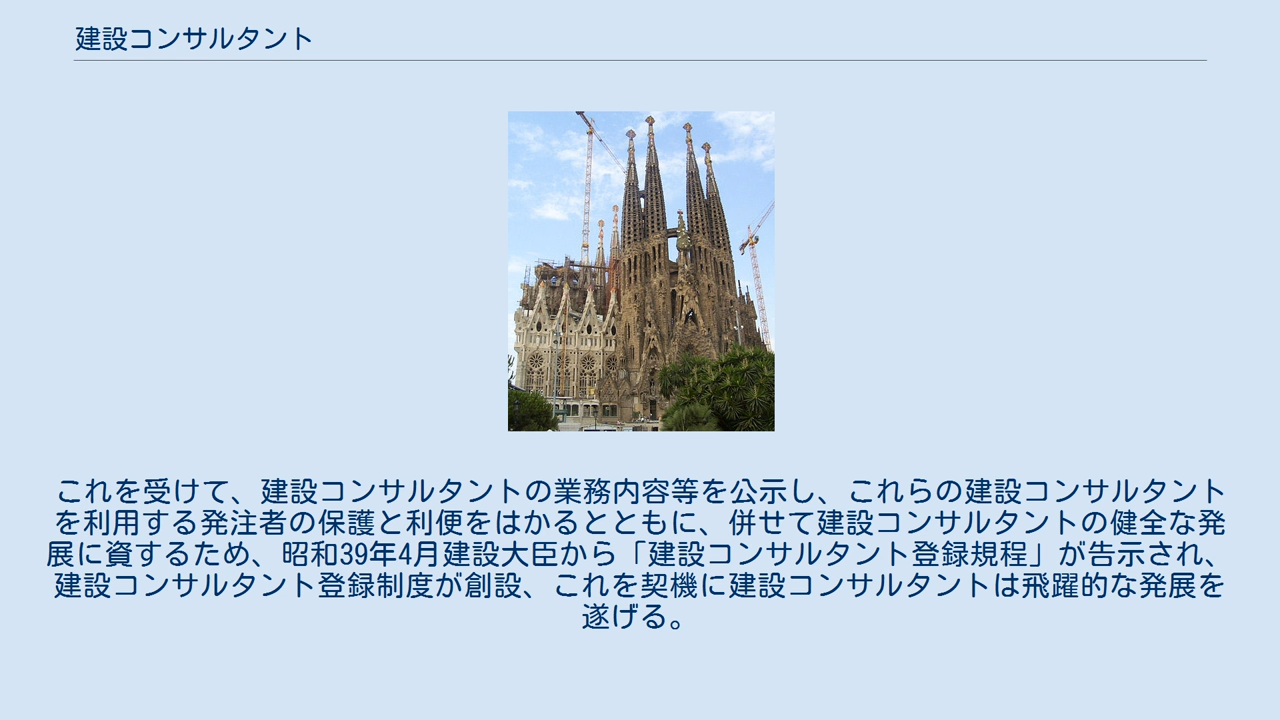 建設コンサルタント
これを受けて、建設コンサルタントの業務内容等を公示し、これらの建設コンサルタント
を利用する発注者の保護と利便をはかるとともに、併せて建設コンサルタントの健全な発
展に資するため、昭和39年4月建設大臣から「建設コンサルタント登録規程」が告示され、
建設コンサルタント登録制度が創設、これを契機に建設コンサルタントは飛躍的な発展を
遂げる。